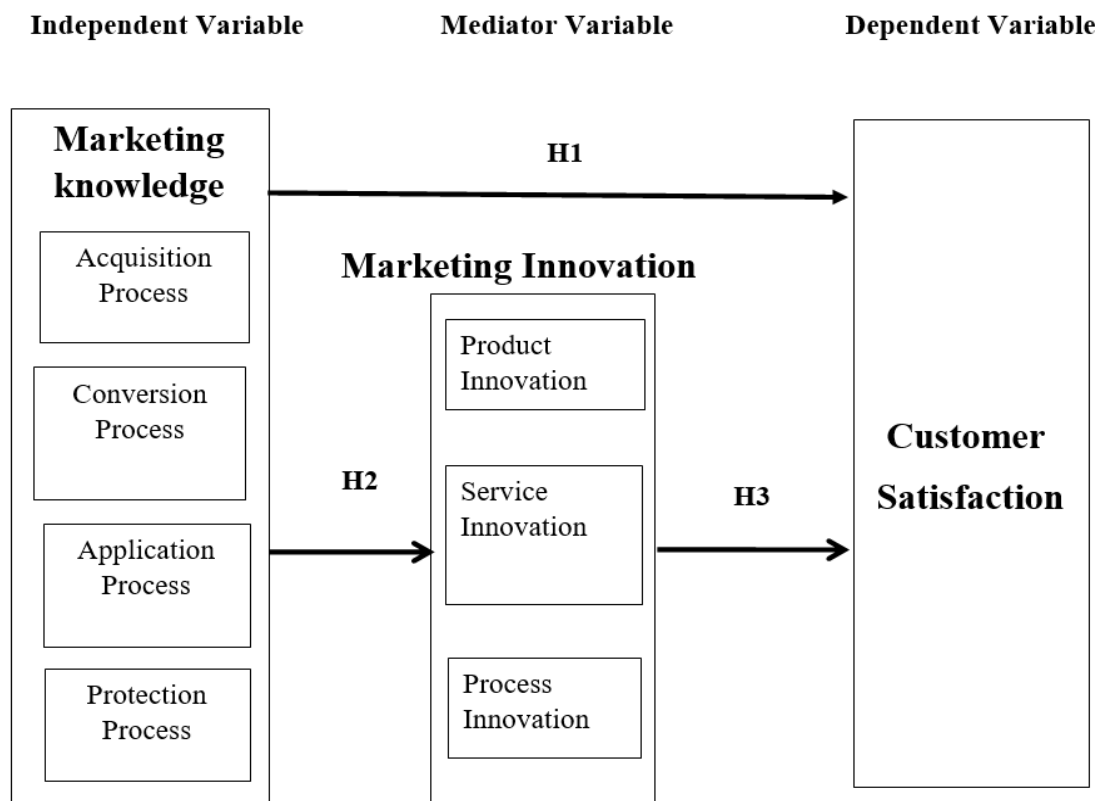 Independent Variable
Mediator Variable
Dependent Variable
Marketing
knowledge
Acquisition
Process
Conversion
Process
Application
Process
Protection
Process
H1
H2
Marketing Innovation
Product
Innovation
Service
Innovation
Process
Innovation
H3
Customer
Satisfaction